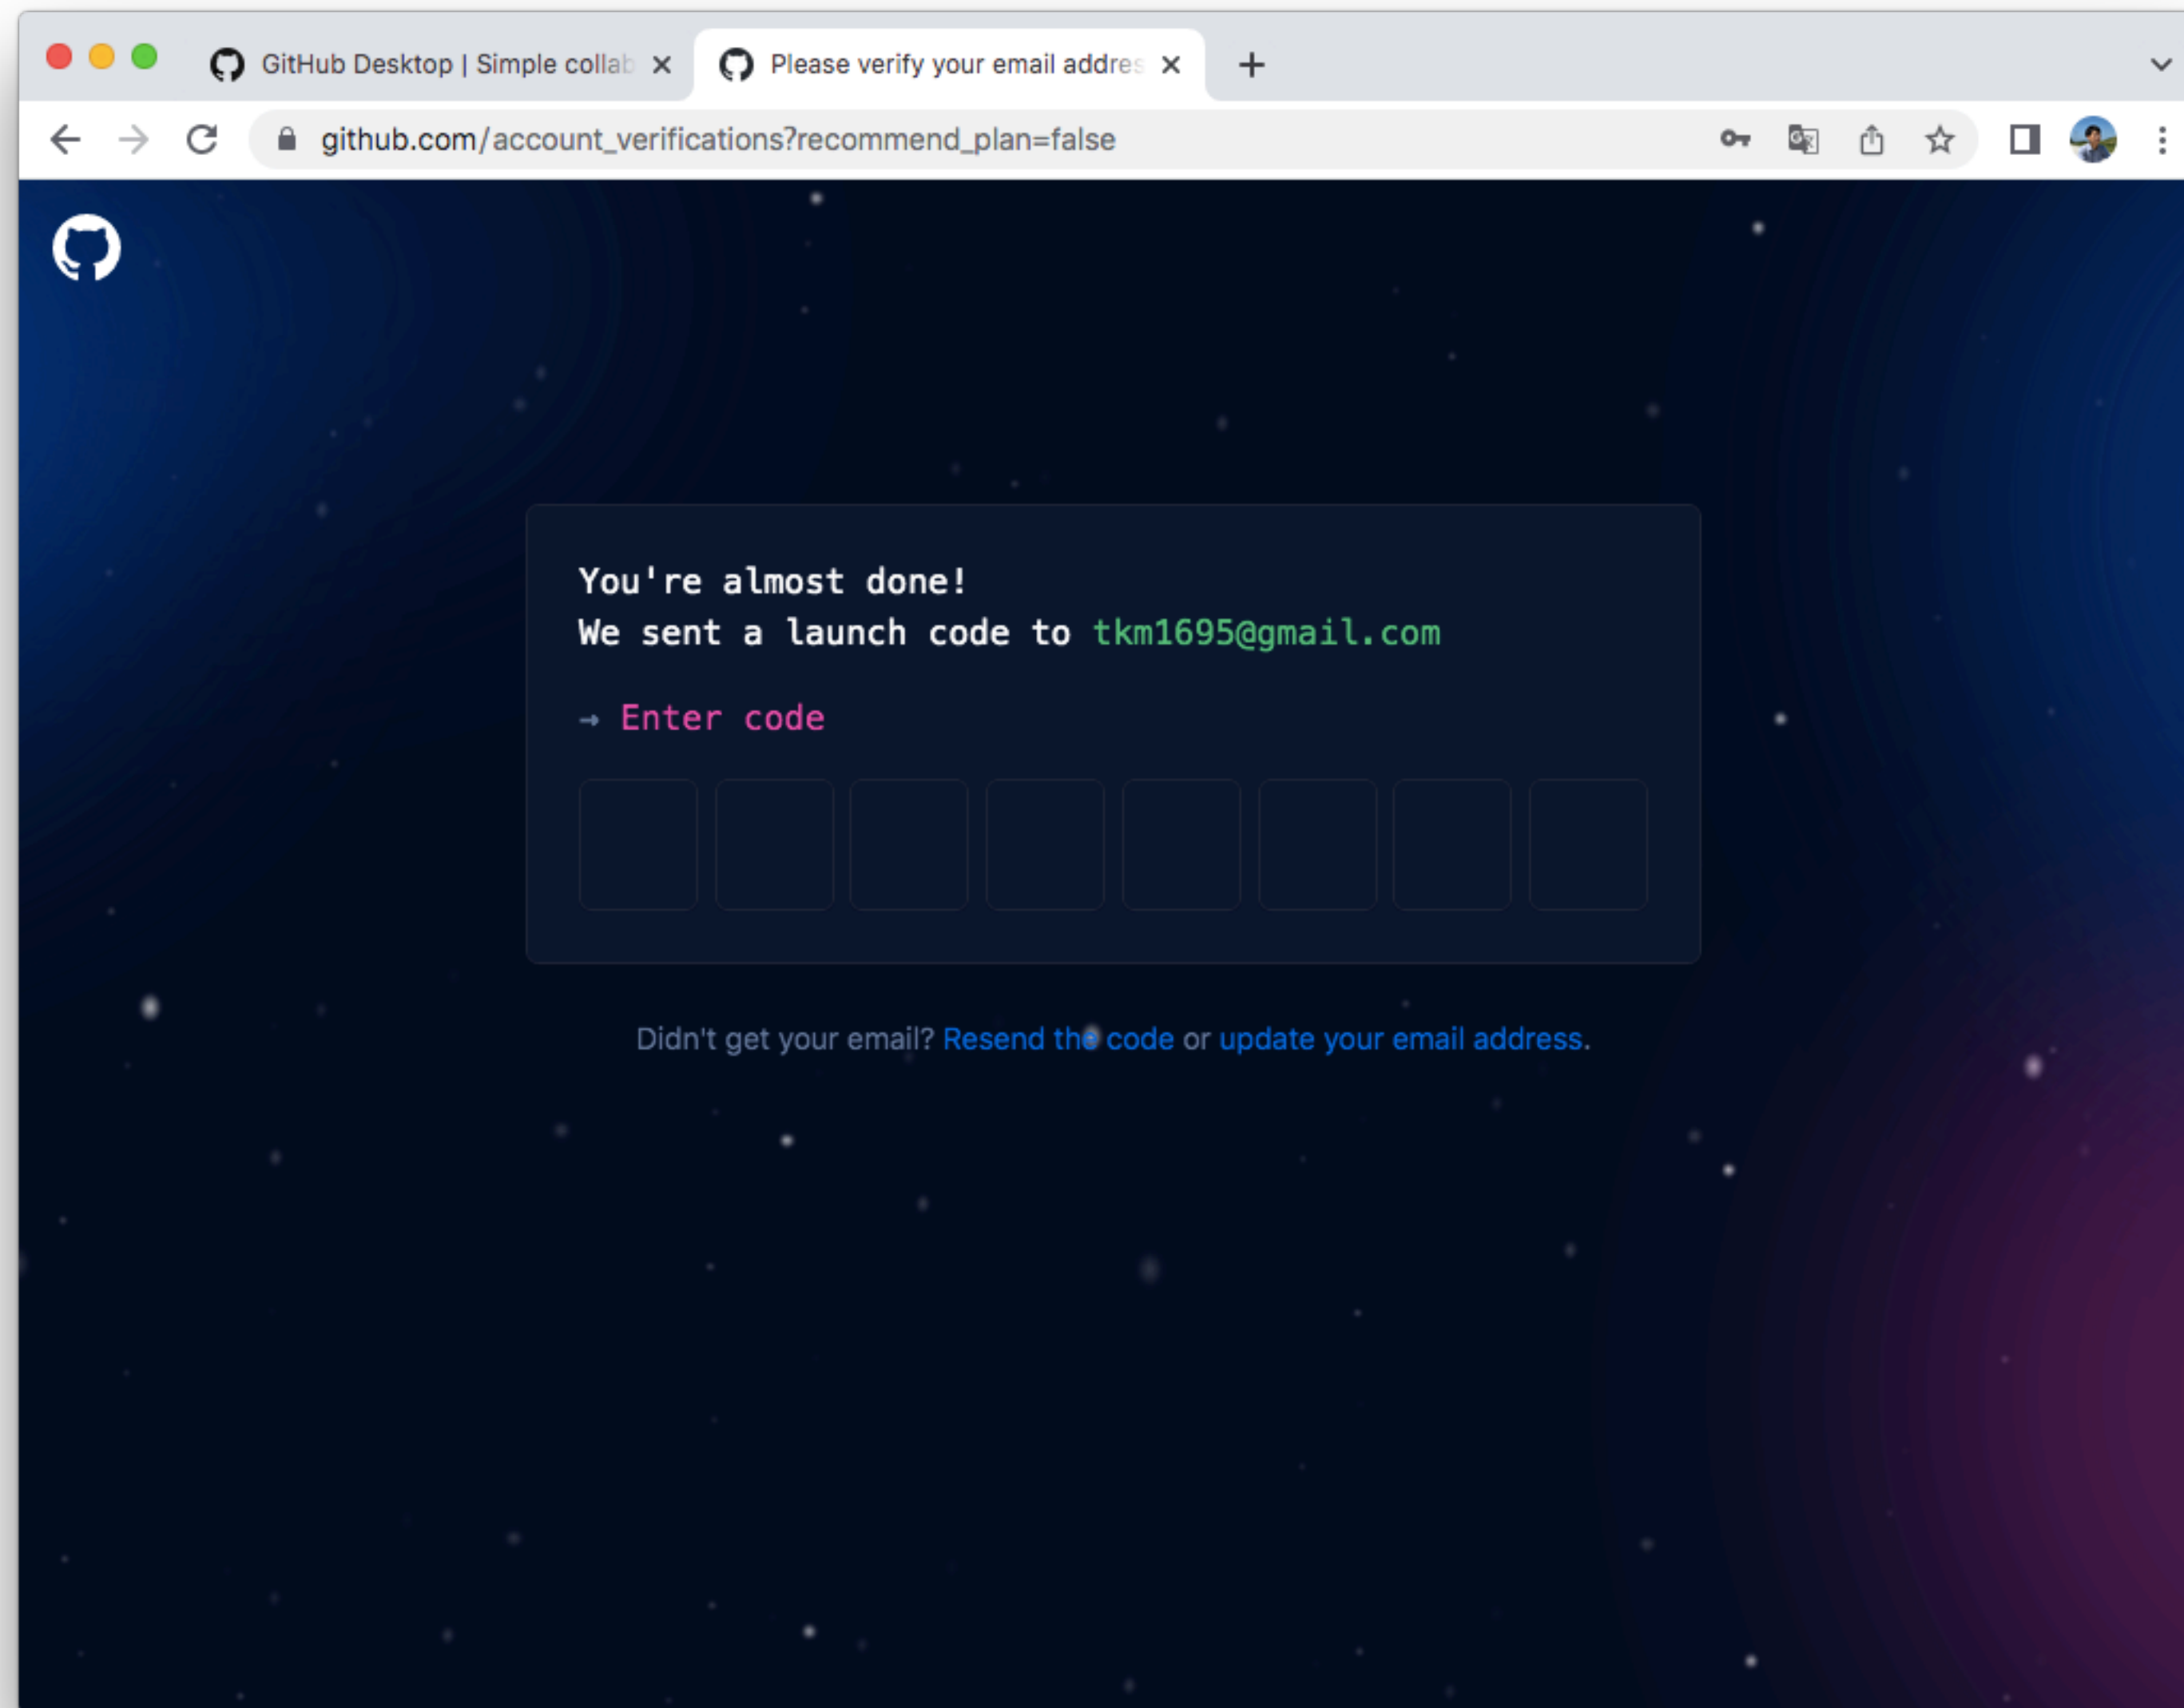 GitHub Desktop | Simple collab
Please verify your email addres
github.com/account_verifications?recommend_plan=false
You're almost done!
We sent a launch code to tkm1695@gmail.com
→ Enter code
Didn't get your email? Resend the code or update your email address.